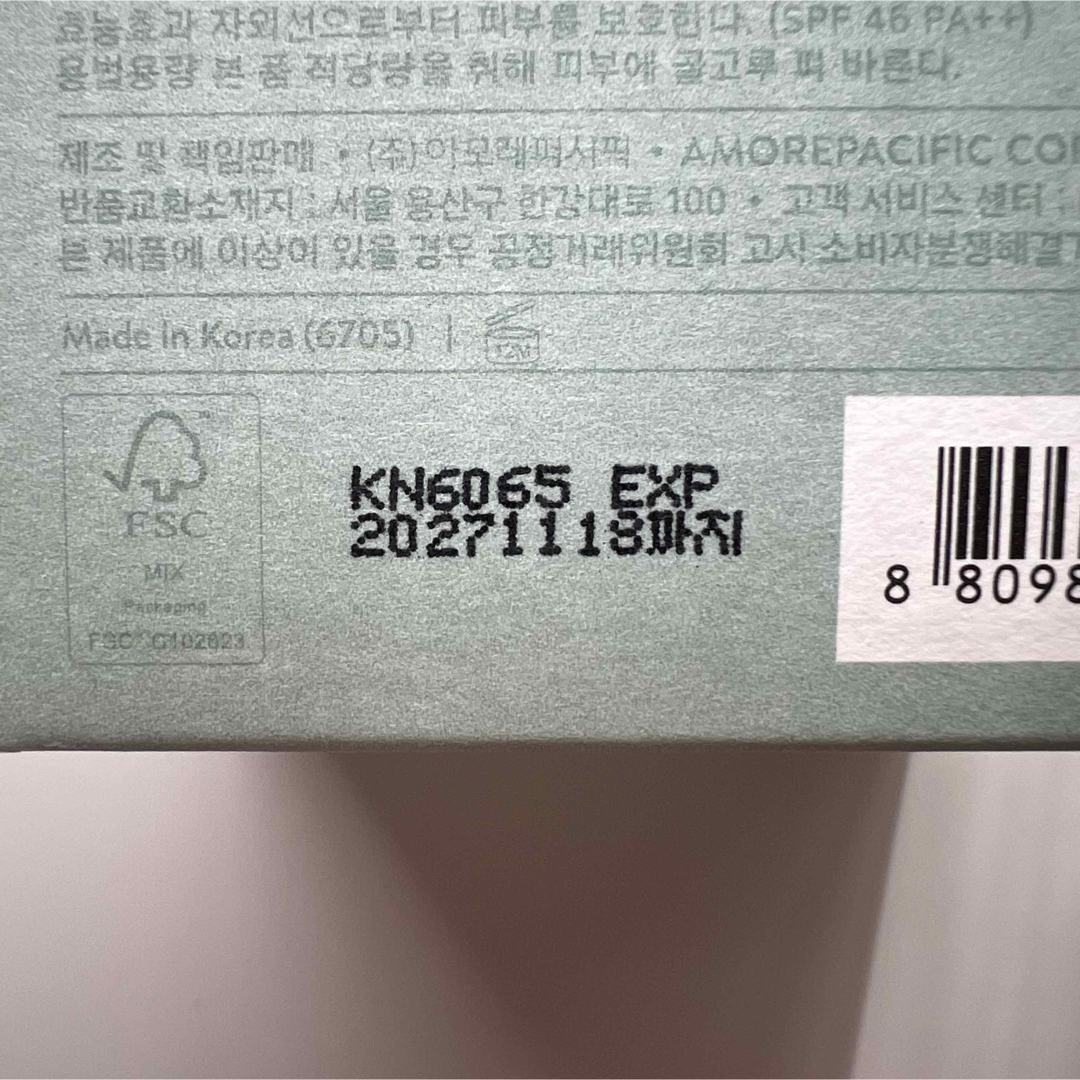 효능효과 자외선으로부터 피부를 보호한다. (SPF 46 PA++)
용법용량 본 품 적당량을 취해 피부에 골고루 펴 바른다.
제조 및 책임판매 • (주)아모레퍼시픽 • AMOREPACIFIC
반품교환소재지 : 서울 용산구 한강대로 100 • 고객 서비스 센터 :
본 제품에 이상이 있을 경우 공정거래위원회 고시 소비자분쟁해결
Made in Korea (6705) |
12M
FSC
MIX
Packaging
FSC® C102823
KN6065 EXP
20271118까지
8 8098